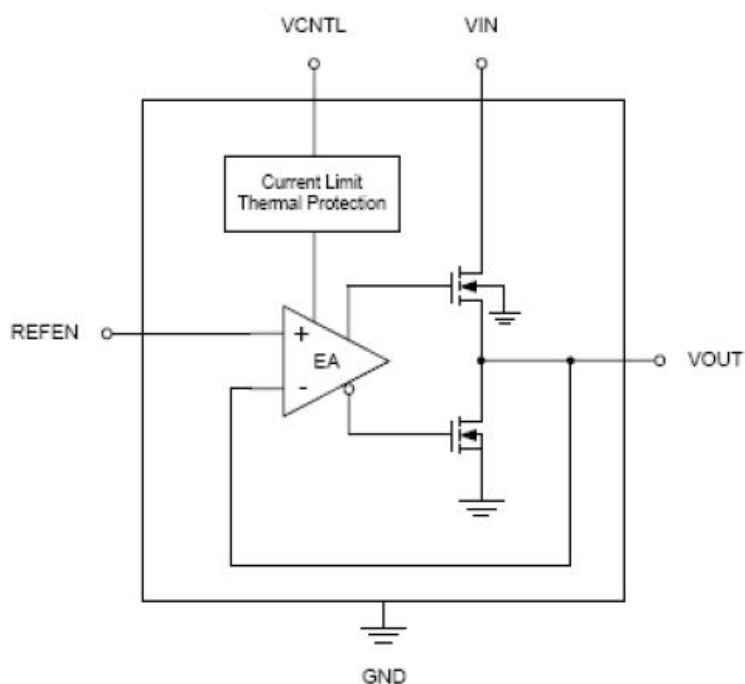 VCNTL
VIN
Current Limit
Thermal Protection
REFEN
+
EA
-
VOUT
GND